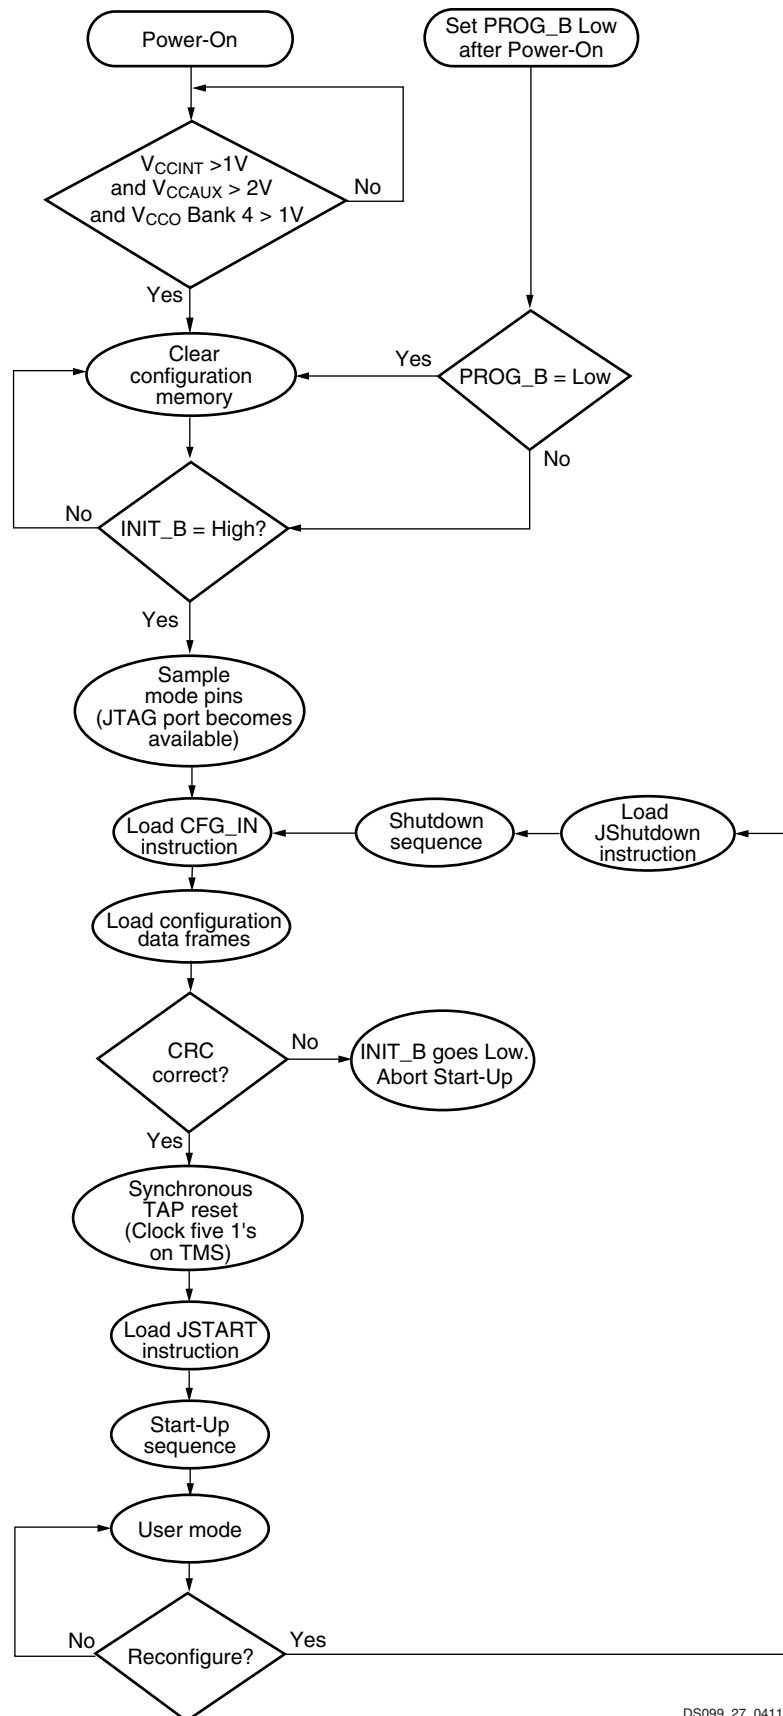 Power-On
Set PROG_B Low
after Power-On
VCCINT >1V
and VCCAUX > 2V
and VCCO Bank 4 > 1V
No
Yes
Clear
configuration
memory
Yes
PROG_B = Low
No
No
INIT_B = High?
Yes
Sample
mode pins
(JTAG port becomes
available)
Load CFG_IN
instruction
Shutdown
sequence
Load
JShutdown
instruction
Load configuration
data frames
CRC
correct?
No
INIT_B goes Low.
Abort Start-Up
Yes
Synchronous
TAP reset
(Clock five 1's
on TMS)
Load JSTART
instruction
Start-Up
sequence
User mode
No
Reconfigure?
Yes
DS099_27_0411